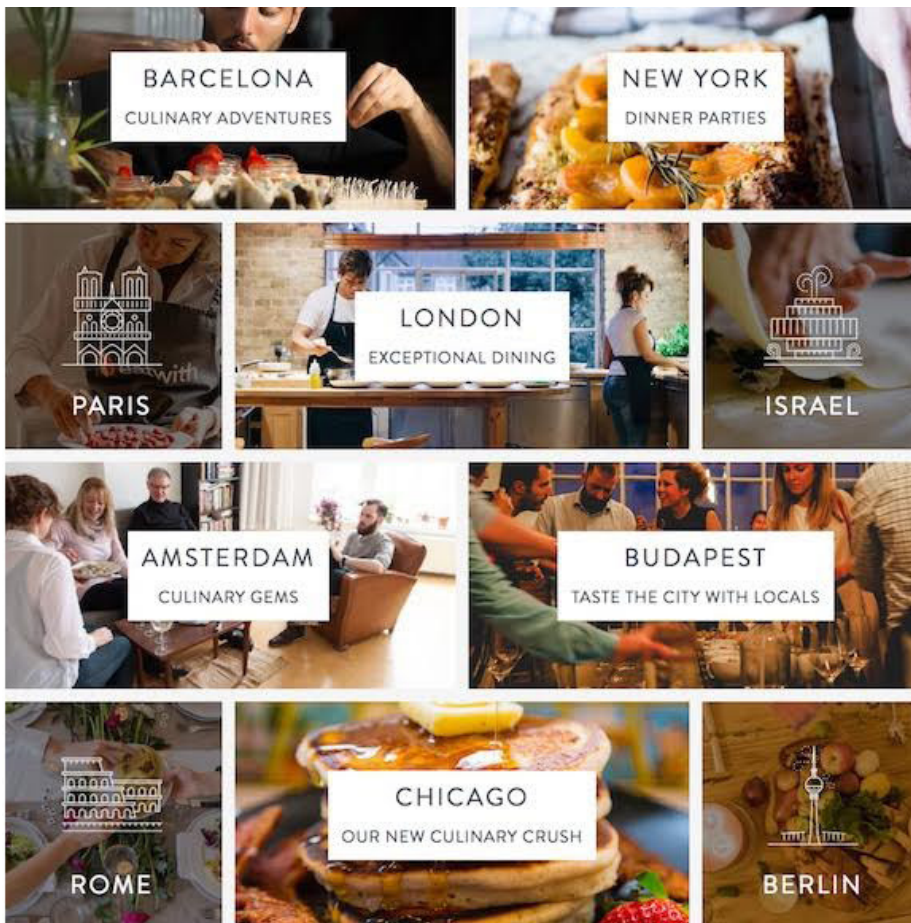 BARCELONA
CULINARY ADVENTURES
NEW YORK
DINNER PARTIES
PARIS
LONDON
EXCEPTIONAL DINING
ISRAEL
AMSTERDAM
CULINARY GEMS
BUDAPEST
TASTE THE CITY WITH LOCALS
ROME
CHICAGO
OUR NEW CULINARY CRUSH
BERLIN